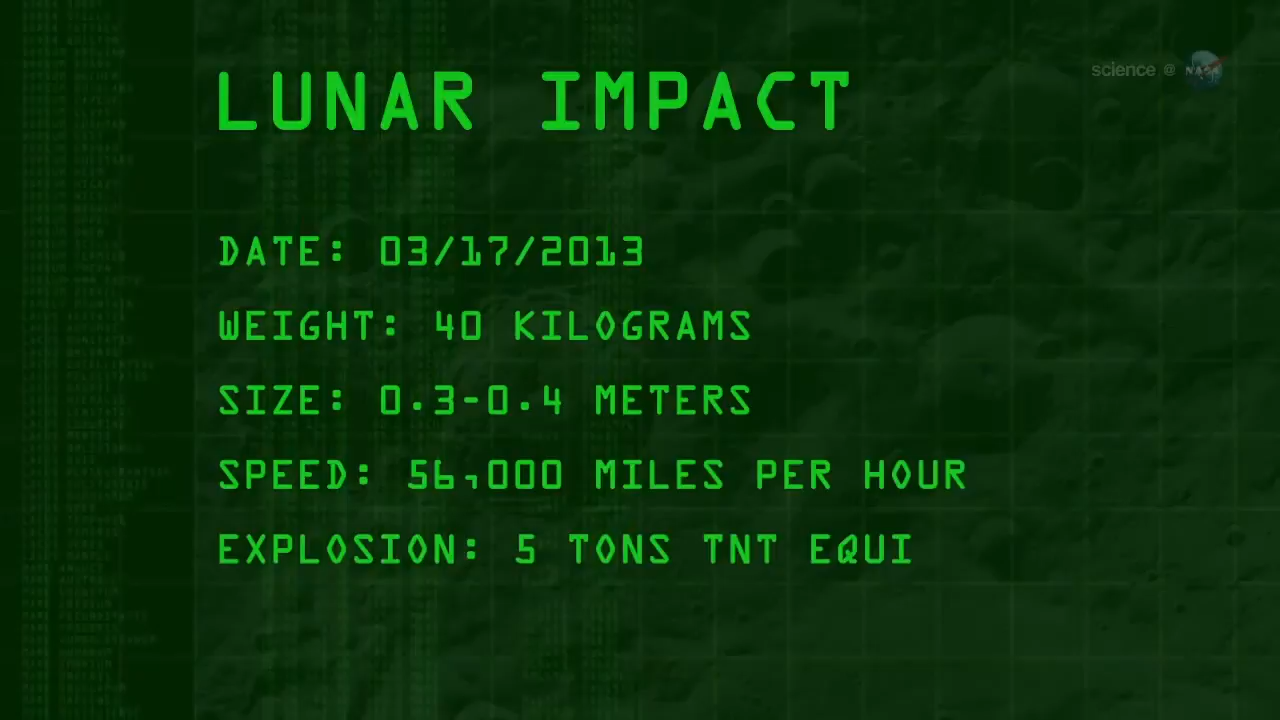 science @ NASA
LUNAR IMPACT
DATE: 03/17/2013
WEIGHT: 40 KILOGRAMS
SIZE: 0.3-0.4 METERS
SPEED: 56,000 MILES PER HOUR
EXPLOSION: 5 TONS TNT EQUI